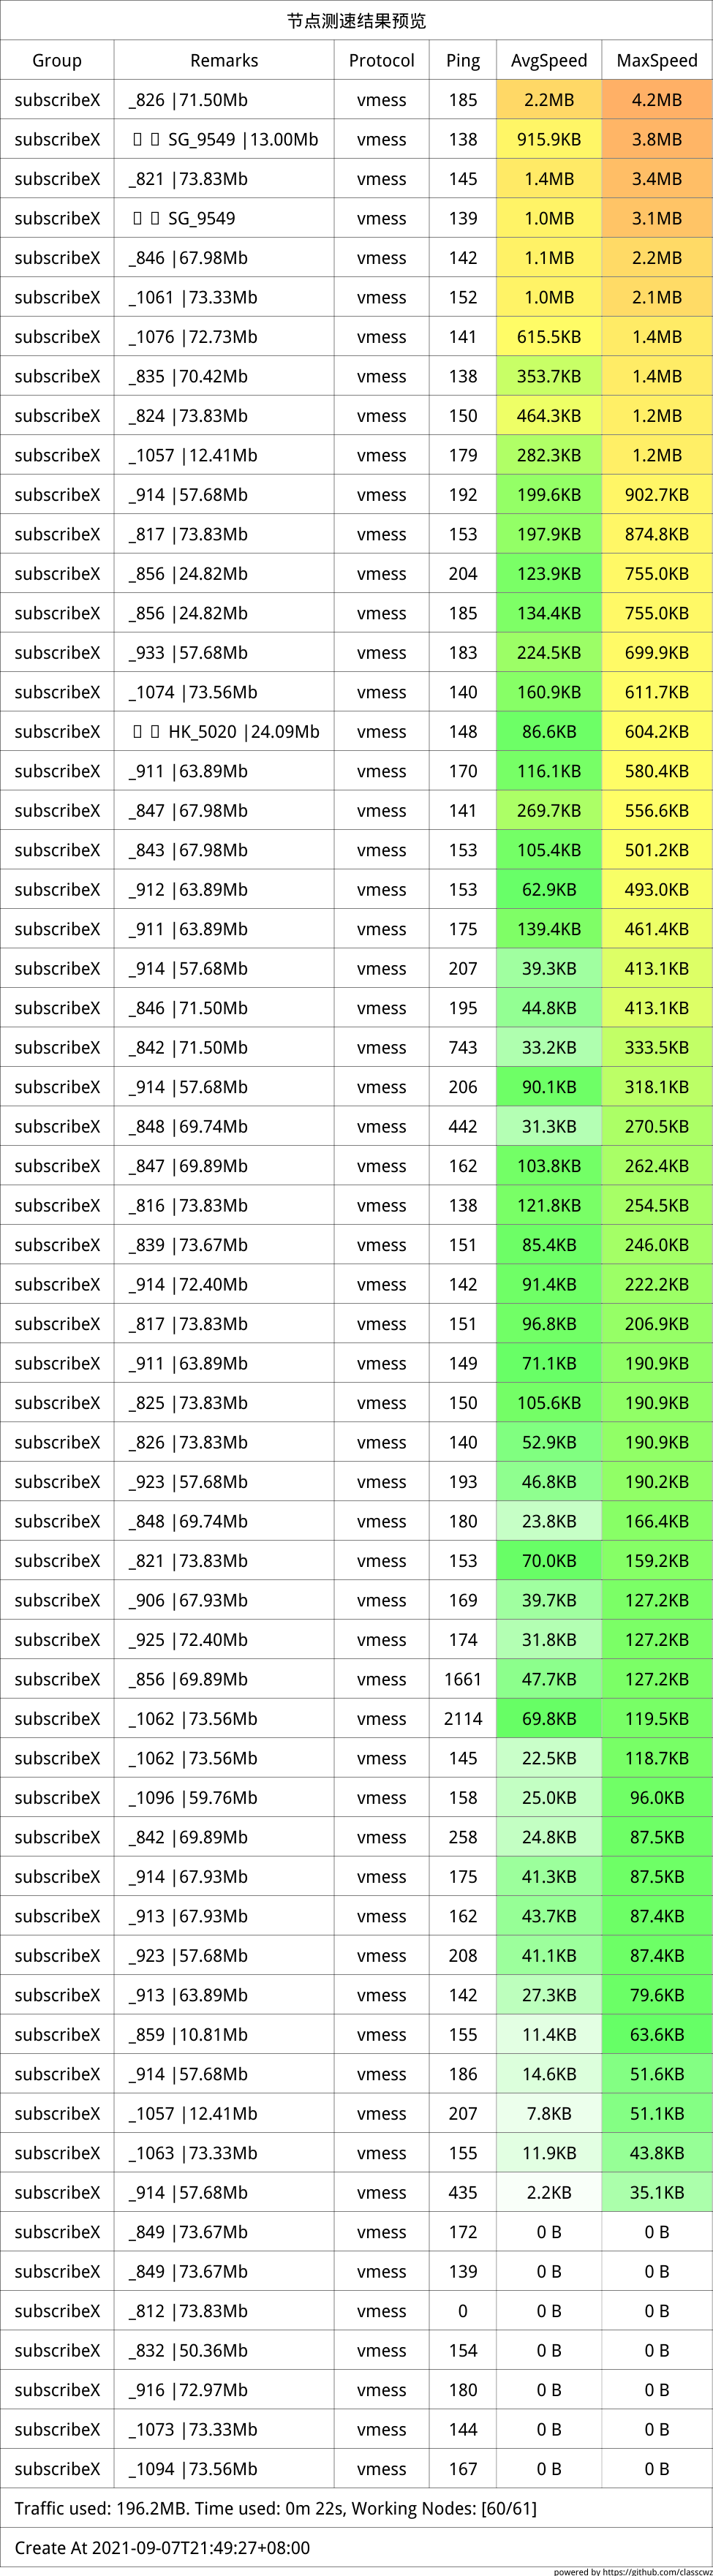 节点测速结果预览
Group Remarks Protocol Ping AvgSpeed MaxSpeed
subscribeX _826 |71.50Mb vmess 185 2.2MB 4.2MB
subscribeX SG_9549 |13.00Mb vmess 138 915.9KB 3.8MB
subscribeX _821 |73.83Mb vmess 145 1.4MB 3.4MB
subscribeX SG_9549 vmess 139 1.0MB 3.1MB
subscribeX _846 |67.98Mb vmess 142 1.1MB 2.2MB
subscribeX _1061 |73.33Mb vmess 152 1.0MB 2.1MB
subscribeX _1076 |72.73Mb vmess 141 615.5KB 1.4MB
subscribeX _835 |70.42Mb vmess 138 353.7KB 1.4MB
subscribeX _824 |73.83Mb vmess 150 464.3KB 1.2MB
subscribeX _1057 |12.41Mb vmess 179 282.3KB 1.2MB
subscribeX _914 |57.68Mb vmess 192 199.6KB 902.7KB
subscribeX _817 |73.83Mb vmess 153 197.9KB 874.8KB
subscribeX _856 |24.82Mb vmess 204 123.9KB 755.0KB
subscribeX _856 |24.82Mb vmess 185 134.4KB 755.0KB
subscribeX _933 |57.68Mb vmess 183 224.5KB 699.9KB
subscribeX _1074 |73.56Mb vmess 140 160.9KB 611.7KB
subscribeX HK_5020 |24.09Mb vmess 148 86.6KB 604.2KB
subscribeX _911 |63.89Mb vmess 170 116.1KB 580.4KB
subscribeX _847 |67.98Mb vmess 141 269.7KB 556.6KB
subscribeX _843 |67.98Mb vmess 153 105.4KB 501.2KB
subscribeX _912 |63.89Mb vmess 153 62.9KB 493.0KB
subscribeX _911 |63.89Mb vmess 175 139.4KB 461.4KB
subscribeX _914 |57.68Mb vmess 207 39.3KB 413.1KB
subscribeX _846 |71.50Mb vmess 195 44.8KB 413.1KB
subscribeX _842 |71.50Mb vmess 743 33.2KB 333.5KB
subscribeX _914 |57.68Mb vmess 206 90.1KB 318.1KB
subscribeX _848 |69.74Mb vmess 442 31.3KB 270.5KB
subscribeX _847 |69.89Mb vmess 162 103.8KB 262.4KB
subscribeX _816 |73.83Mb vmess 138 121.8KB 254.5KB
subscribeX _839 |73.67Mb vmess 151 85.4KB 246.0KB
subscribeX _914 |72.40Mb vmess 142 91.4KB 222.2KB
subscribeX _817 |73.83Mb vmess 151 96.8KB 206.9KB
subscribeX _911 |63.89Mb vmess 149 71.1KB 190.9KB
subscribeX _825 |73.83Mb vmess 150 105.6KB 190.9KB
subscribeX _826 |73.83Mb vmess 140 52.9KB 190.9KB
subscribeX _923 |57.68Mb vmess 193 46.8KB 190.2KB
subscribeX _848 |69.74Mb vmess 180 23.8KB 166.4KB
subscribeX _821 |73.83Mb vmess 153 70.0KB 159.2KB
subscribeX _906 |67.93Mb vmess 169 39.7KB 127.2KB
subscribeX _925 |72.40Mb vmess 174 31.8KB 127.2KB
subscribeX _856 |69.89Mb vmess 1661 47.7KB 127.2KB
subscribeX _1062 |73.56Mb vmess 2114 69.8KB 119.5KB
subscribeX _1062 |73.56Mb vmess 145 22.5KB 118.7KB
subscribeX _1096 |59.76Mb vmess 158 25.0KB 96.0KB
subscribeX _842 |69.89Mb vmess 258 24.8KB 87.5KB
subscribeX _914 |67.93Mb vmess 175 41.3KB 87.5KB
subscribeX _913 |67.93Mb vmess 162 43.7KB 87.4KB
subscribeX _923 |57.68Mb vmess 208 41.1KB 87.4KB
subscribeX _913 |63.89Mb vmess 142 27.3KB 79.6KB
subscribeX _859 |10.81Mb vmess 155 11.4KB 63.6KB
subscribeX _914 |57.68Mb vmess 186 14.6KB 51.6KB
subscribeX _1057 |12.41Mb vmess 207 7.8KB 51.1KB
subscribeX _1063 |73.33Mb vmess 155 11.9KB 43.8KB
subscribeX _914 |57.68Mb vmess 435 2.2KB 35.1KB
subscribeX _849 |73.67Mb vmess 172 0 B 0 B
subscribeX _849 |73.67Mb vmess 139 0 B 0 B
subscribeX _812 |73.83Mb vmess 0 0 B 0 B
subscribeX _832 |50.36Mb vmess 154 0 B 0 B
subscribeX _916 |72.97Mb vmess 180 0 B 0 B
subscribeX _1073 |73.33Mb vmess 144 0 B 0 B
subscribeX _1094 |73.56Mb vmess 167 0 B 0 B
Traffic used: 196.2MB. Time used: 0m 22s, Working Nodes: [60/61]
Create At 2021-09-07T21:49:27+08:00
powered by https://github.com/classcwz